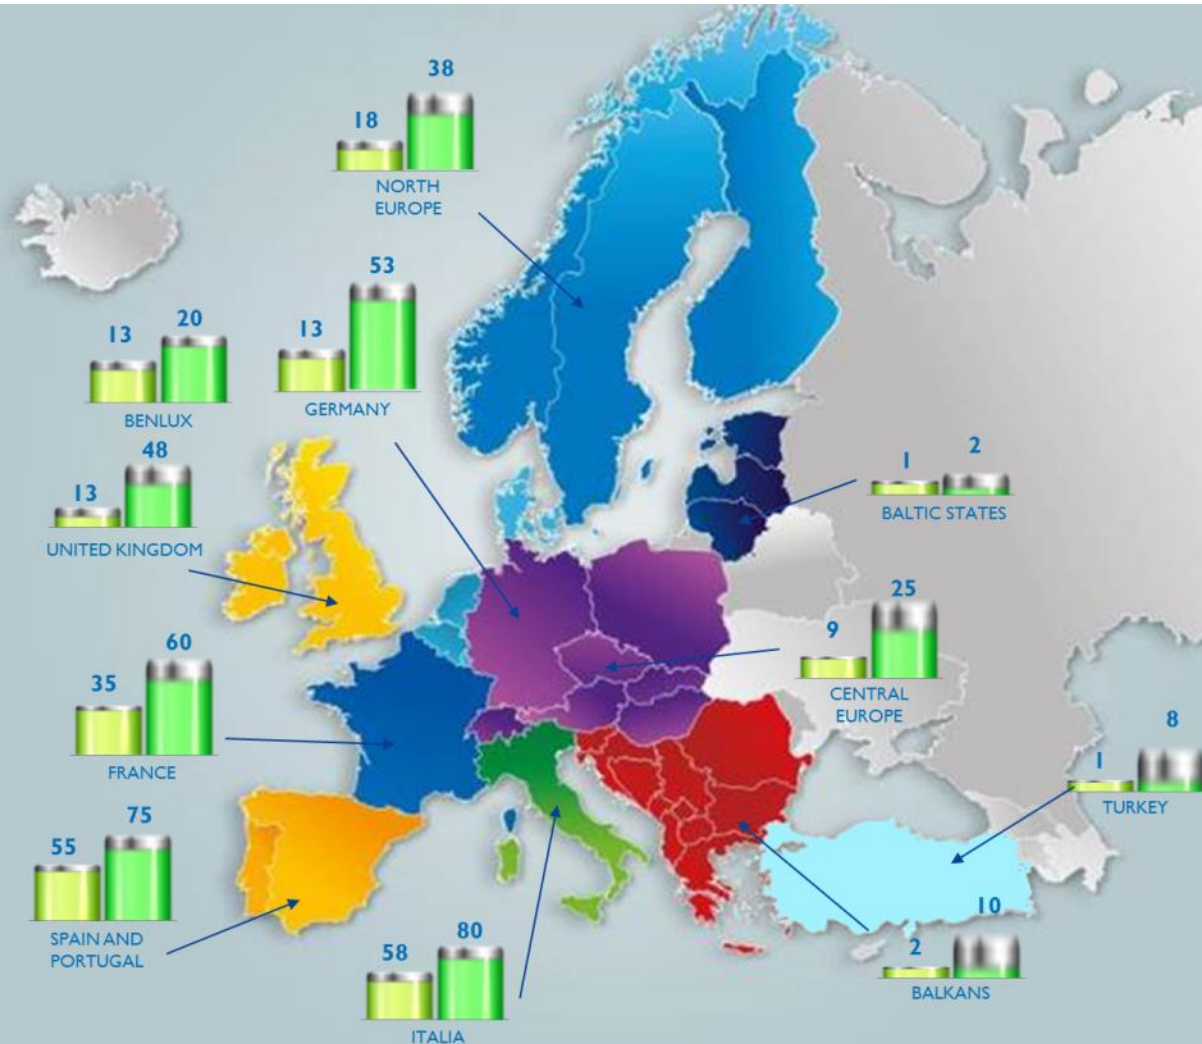 38
18
NORTH
EUROPE
53
13
GERMANY
13
20
BENLUX
48
13
UNITED KINGDOM
1
2
BALTIC STATES
25
9
CENTRAL
EUROPE
60
35
FRANCE
8
1
TURKEY
75
55
SPAIN AND
PORTUGAL
80
58
ITALIA
10
2
BALKANS